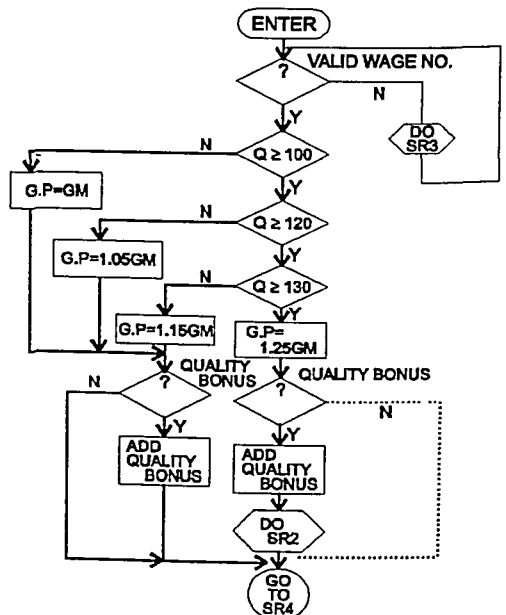 ENTER
?
VALID WAGE NO.
N
Y
DO
SR3
N
Q ≥ 100
Y
G.P=GM
N
Q ≥ 120
Y
G.P=1.05GM
N
Q ≥ 130
Y
G.P=1.15GM
G.P=
1.25GM
QUALITY
BONUS
QUALITY BONUS
N
?
?
N
Y
Y
ADD
QUALITY
BONUS
ADD
QUALITY
BONUS
DO
SR2
GO
TO
SR4